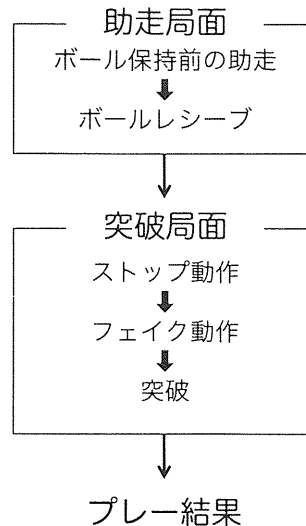 助走局面
ボール保持前の助走
ボールレシーブ
突破局面
ストップ動作
フェイク動作
突破
プレー結果